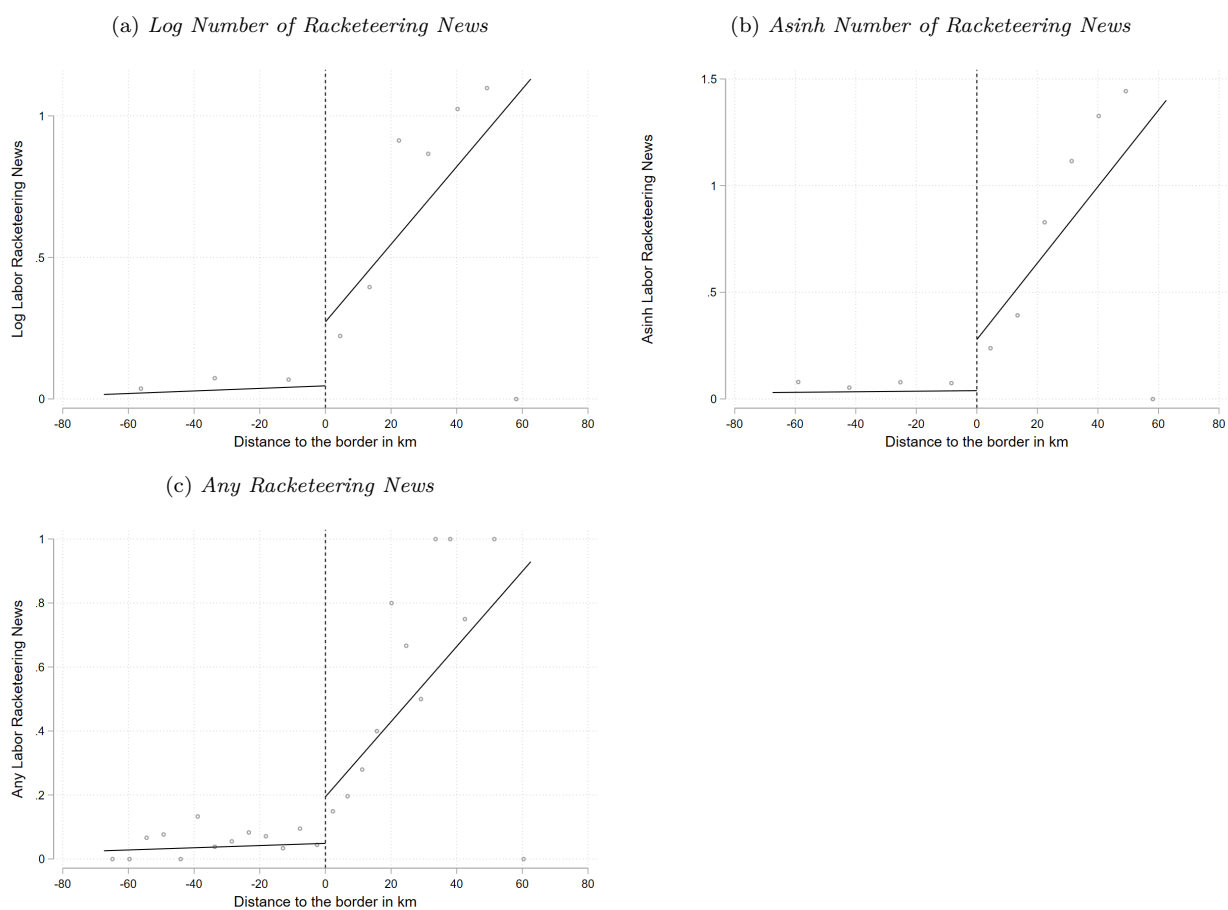 (a) Log Number of Racketeering News
Log Labor Racketeering News
1
.5
0
-80 -60 -40 -20 0 20 40 60 80
Distance to the border in km
(b) Asinh Number of Racketeering News
Asinh Labor Racketeering News
1.5
1
.5
0
-80 -60 -40 -20 0 20 40 60 80
Distance to the border in km
(c) Any Racketeering News
Any Labor Racketeering News
1
.8
.6
.4
.2
0
-80 -60 -40 -20 0 20 40 60 80
Distance to the border in km